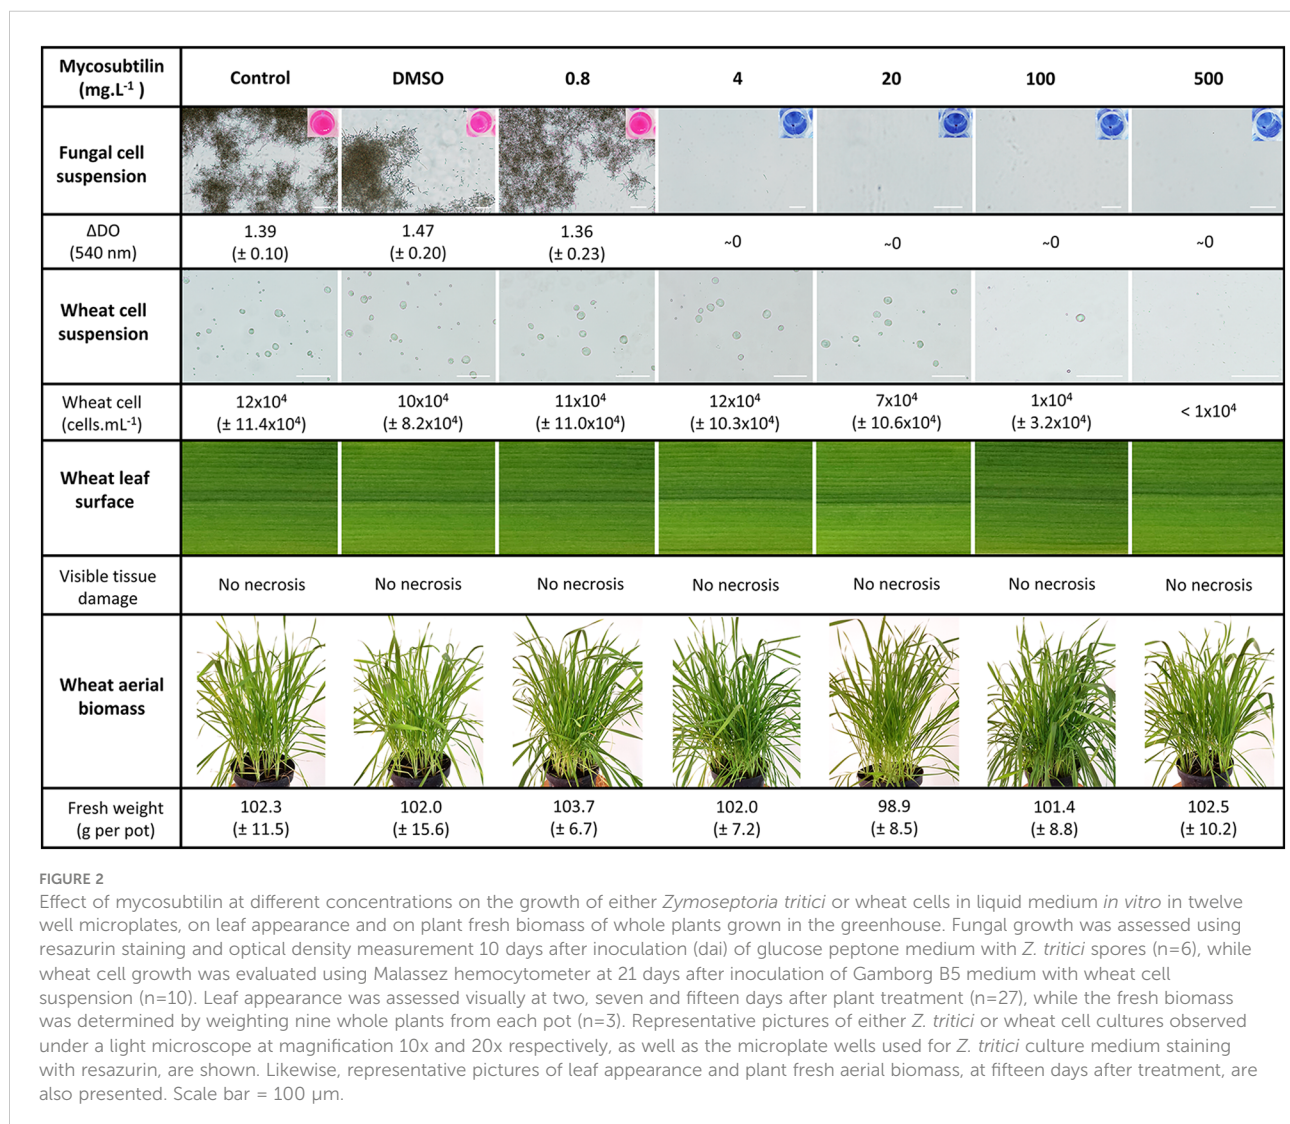 Mycosubtilin (mg.L-1 ) Control DMSO 0.8 4 20 100 500
Fungal cell suspension
ΔDO (540 nm) 1.39 (± 0.10) 1.47 (± 0.20) 1.36 (± 0.23) ~0 ~0 ~0 ~0
Wheat cell suspension
Wheat cell (cells.mL-1) 12x10⁴ (± 11.4x10⁴) 10x10⁴ (± 8.2x10⁴) 11x10⁴ (± 11.0x10⁴) 12x10⁴ (± 10.3x10⁴) 7x10⁴ (± 10.6x10⁴) 1x10⁴ (± 3.2x10⁴) < 1x10⁴
Wheat leaf surface
Visible tissue damage No necrosis No necrosis No necrosis No necrosis No necrosis No necrosis No necrosis
Wheat aerial biomass
Fresh weight (g per pot) 102.3 (± 11.5) 102.0 (± 15.6) 103.7 (± 6.7) 102.0 (± 7.2) 98.9 (± 8.5) 101.4 (± 8.8) 102.5 (± 10.2)
FIGURE 2
Effect of mycosubtilin at different concentrations on the growth of either Zymoseptoria tritici or wheat cells in liquid medium in vitro in twelve
well microplates, on leaf appearance and on plant fresh biomass of whole plants grown in the greenhouse. Fungal growth was assessed using
resazurin staining and optical density measurement 10 days after inoculation (dai) of glucose peptone medium with Z. tritici spores (n=6), while
wheat cell growth was evaluated using Malassez hemocytometer at 21 days after inoculation of Gamborg B5 medium with wheat cell
suspension (n=10). Leaf appearance was assessed visually at two, seven and fifteen days after plant treatment (n=27), while the fresh biomass
was determined by weighting nine whole plants from each pot (n=3). Representative pictures of either Z. tritici or wheat cell cultures observed
under a light microscope at magnification 10x and 20x respectively, as well as the microplate wells used for Z. tritici culture medium staining
with resazurin, are shown. Likewise, representative pictures of leaf appearance and plant fresh aerial biomass, at fifteen days after treatment, are
also presented. Scale bar = 100 µm.